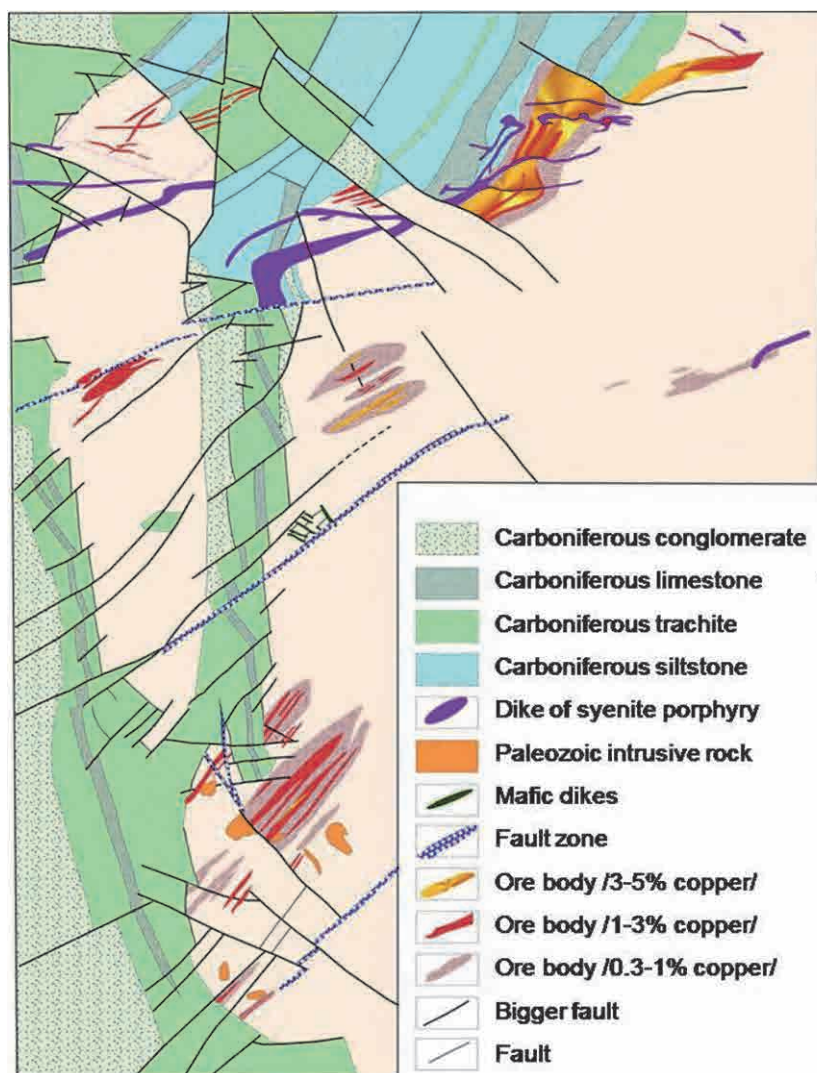 Carboniferous conglomerate
Carboniferous limestone
Carboniferous trachite
Carboniferous siltstone
Dike of syenite porphyry
Paleozoic intrusive rock
Mafic dikes
Fault zone
Ore body /3-5% copper/
Ore body /1-3% copper/
Ore body /0.3-1% copper/
Bigger fault
Fault